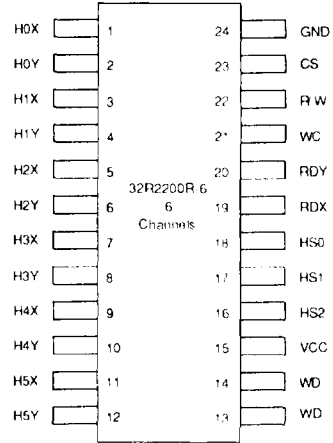 H0X 1 24 GND
H0Y 2 23 CS
H1X 3 22 R/W
H1Y 4 21 WC
H2X 5 20 RDY
32R2200R-6
H2Y 6 6 19 RDX
Channels
H3X 7 18 HS0
H3Y 8 17 HS1
H4X 9 16 HS2
H4Y 10 15 VCC
H5X 11 14 WD
H5Y 12 13 WD